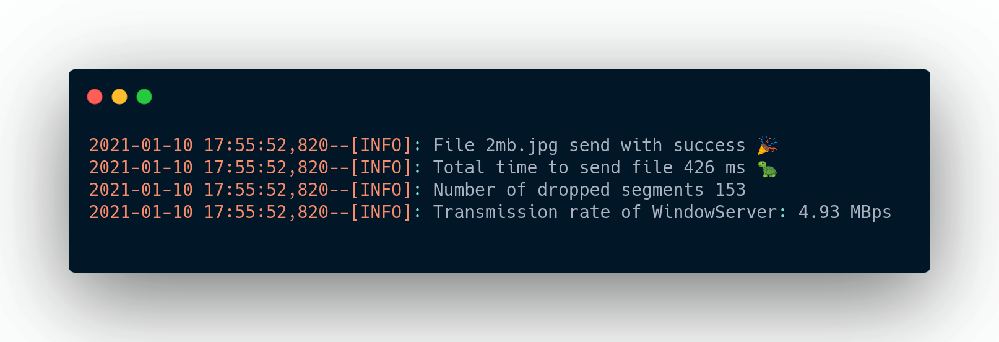 2021-01-10 17:55:52,820--[INFO]: File 2mb.jpg send with success 🎉
2021-01-10 17:55:52,820--[INFO]: Total time to send file 426 ms 🐢
2021-01-10 17:55:52,820--[INFO]: Number of dropped segments 153
2021-01-10 17:55:52,820--[INFO]: Transmission rate of WindowServer: 4.93 MBps